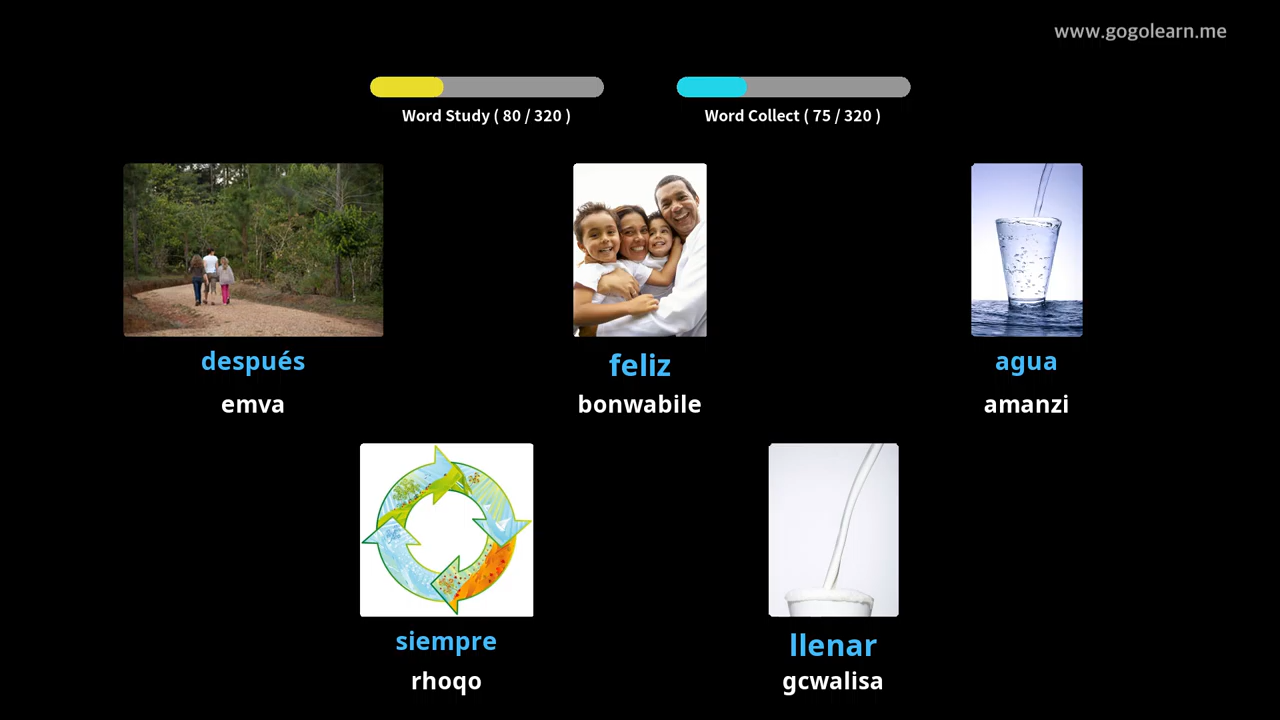 www.gogolearn.me
Word Study ( 80 / 320 )
Word Collect ( 75 / 320 )
después
feliz
agua
emva
bonwabile
amanzi
siempre
llenar
rhoqo
gcwalisa